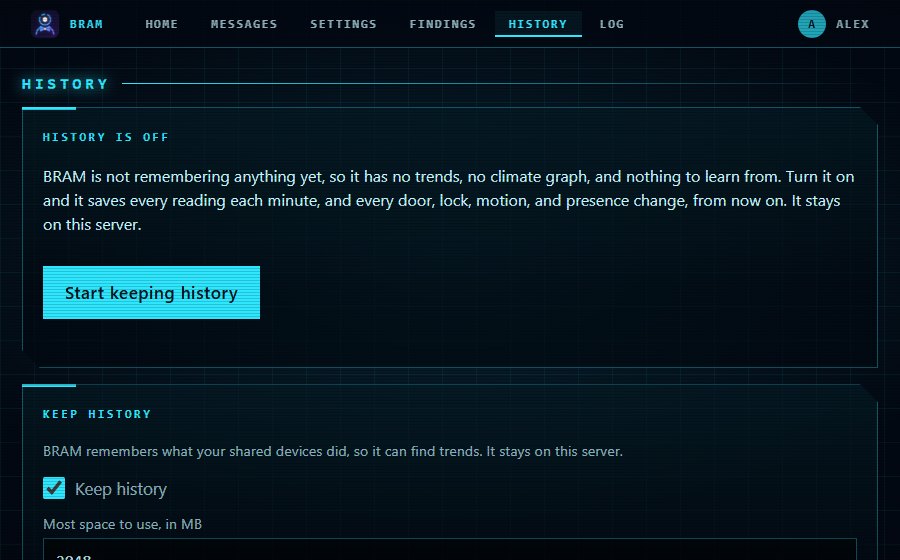 BRAM HOME MESSAGES SETTINGS FINDINGS HISTORY LOG A ALEX
HISTORY
HISTORY IS OFF
BRAM is not remembering anything yet, so it has no trends, no climate graph, and nothing to learn from. Turn it on
and it saves every reading each minute, and every door, lock, motion, and presence change, from now on. It stays
on this server.
Start keeping history
KEEP HISTORY
BRAM remembers what your shared devices did, so it can find trends. It stays on this server.
Keep history
Most space to use, in MB
2048